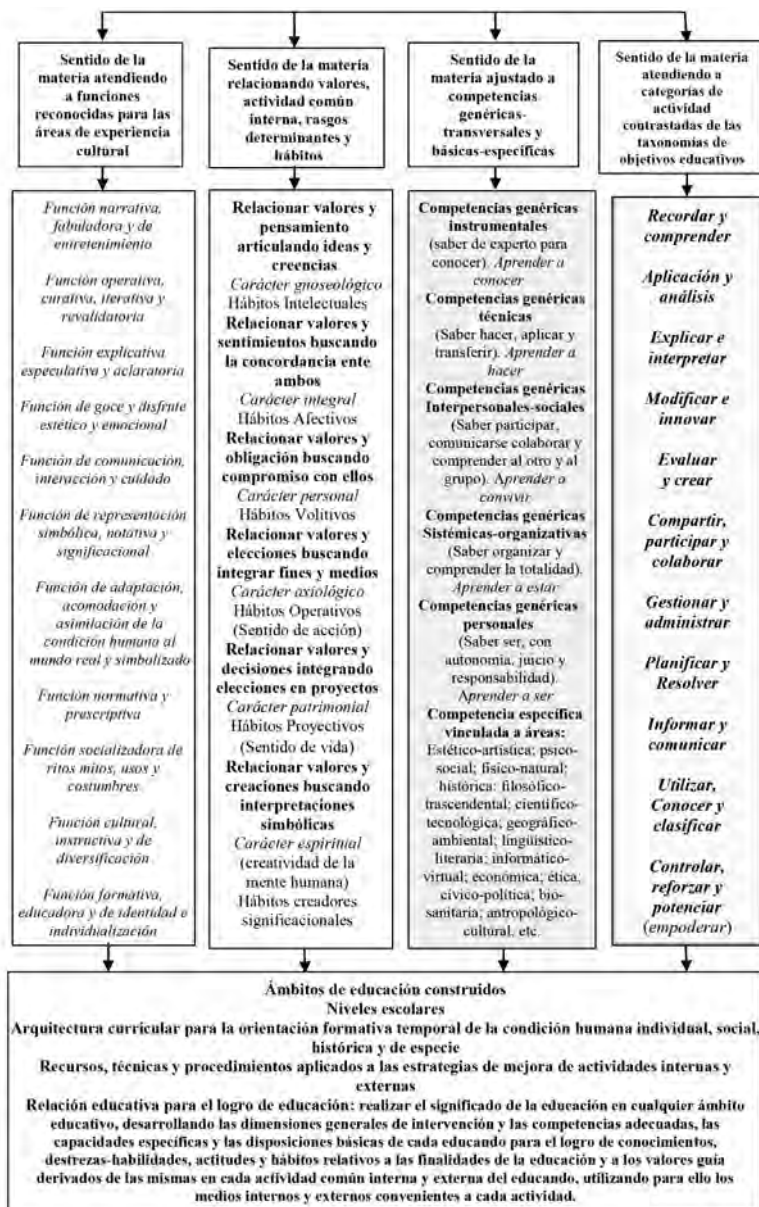 Sentido de la
materia atendiendo
a funciones
reconocidas para las
áreas de experiencia
cultural
Sentido de la materia
relacionando valores,
actividad común
interna, rasgos
determinantes y
hábitos
Sentido de la
materia ajustado a
competencias
genéricas-
transversales y
básicas-específicas
Sentido de la materia
atendiendo a
categorías de
actividad
contrastadas de las
taxonomías de
objetivos educativos
Función narrativa,
fabuladora y de
entretenimiento
Función operativa,
curativa, iterativa y
revalidatoria
Función explicativa
especulativa y aclaratoria
Función de goce y disfrute
estético y emocional
Función de comunicación,
interacción y cuidado
Función de representación
simbólica, notativa y
significacional
Función de adaptación,
acomodación y
asimilación de la
condición humana al
mundo real y simbolizado
Función normativa y
prescriptiva
Función socializadora de
ritos mitos, usos y
costumbres
Función cultural,
instructiva y de
diversificación
Función formativa,
educadora y de identidad e
individualización
Relacionar valores y
pensamiento
articulando ideas y
creencias
Carácter gnoseológico
Hábitos Intelectuales
Relacionar valores y
sentimientos buscando
la concordancia ente
ambos
Carácter integral
Hábitos Afectivos
Relacionar valores y
obligación buscando
compromiso con ellos
Carácter personal
Hábitos Volitivos
Relacionar valores y
elecciones buscando
integrar fines y medios
Carácter axiológico
Hábitos Operativos
(Sentido de acción)
Relacionar valores y
decisiones integrando
elecciones en proyectos
Carácter patrimonial
Hábitos Proyectivos
(Sentido de vida)
Relacionar valores y
creaciones buscando
interpretaciones
simbólicas
Carácter espiritual
(creatividad de la
mente humana)
Hábitos creadores
significacionales
Competencias genéricas
instrumentales
(saber de experto para
conocer). Aprender a
conocer
Competencias genéricas
técnicas
(Saber hacer, aplicar y
transferir). Aprender a
hacer
Competencias genéricas
Interpersonales-sociales
(Saber participar,
comunicarse colaborar y
comprender al otro y al
grupo). Aprender a
convivir
Competencias genéricas
Sistémicas-organizativas
(Saber organizar y
comprender la totalidad).
Aprender a estar
Competencias genéricas
personales
(Saber ser, con
autonomía, juicio y
responsabilidad).
Aprender a ser
Competencia específica
vinculada a áreas:
Estético-artística; psico-
social; físico-natural;
histórica; filosófico-
trascendental; científico-
tecnológica; geográfico-
ambiental; lingüístico-
literaria; informático-
virtual; económica; ética,
cívico-política; bio-
sanitaria; antropológico-
cultural, etc.
Recordar y
comprender
Aplicación y
análisis
Explicar e
interpretar
Modificar e
innovar
Evaluar
y crear
Compartir,
participar y
colaborar
Gestionar y
administrar
Planificar y
Resolver
Informar y
comunicar
Utilizar,
Conocer y
clasificar
Controlar,
reforzar y
potenciar
(empoderar)
Ámbitos de educación construidos
Niveles escolares
Arquitectura curricular para la orientación formativa temporal de la condición humana individual, social,
histórica y de especie
Recursos, técnicas y procedimientos aplicados a las estrategias de mejora de actividades internas y
externas
Relación educativa para el logro de educación: realizar el significado de la educación en cualquier ámbito
educativo, desarrollando las dimensiones generales de intervención y las competencias adecuadas, las
capacidades específicas y las disposiciones básicas de cada educando para el logro de conocimientos,
destrezas-habilidades, actitudes y hábitos relativos a las finalidades de la educación y a los valores guía
derivados de las mismas en cada actividad común interna y externa del educando, utilizando para ello los
medios internos y externos convenientes a cada actividad.